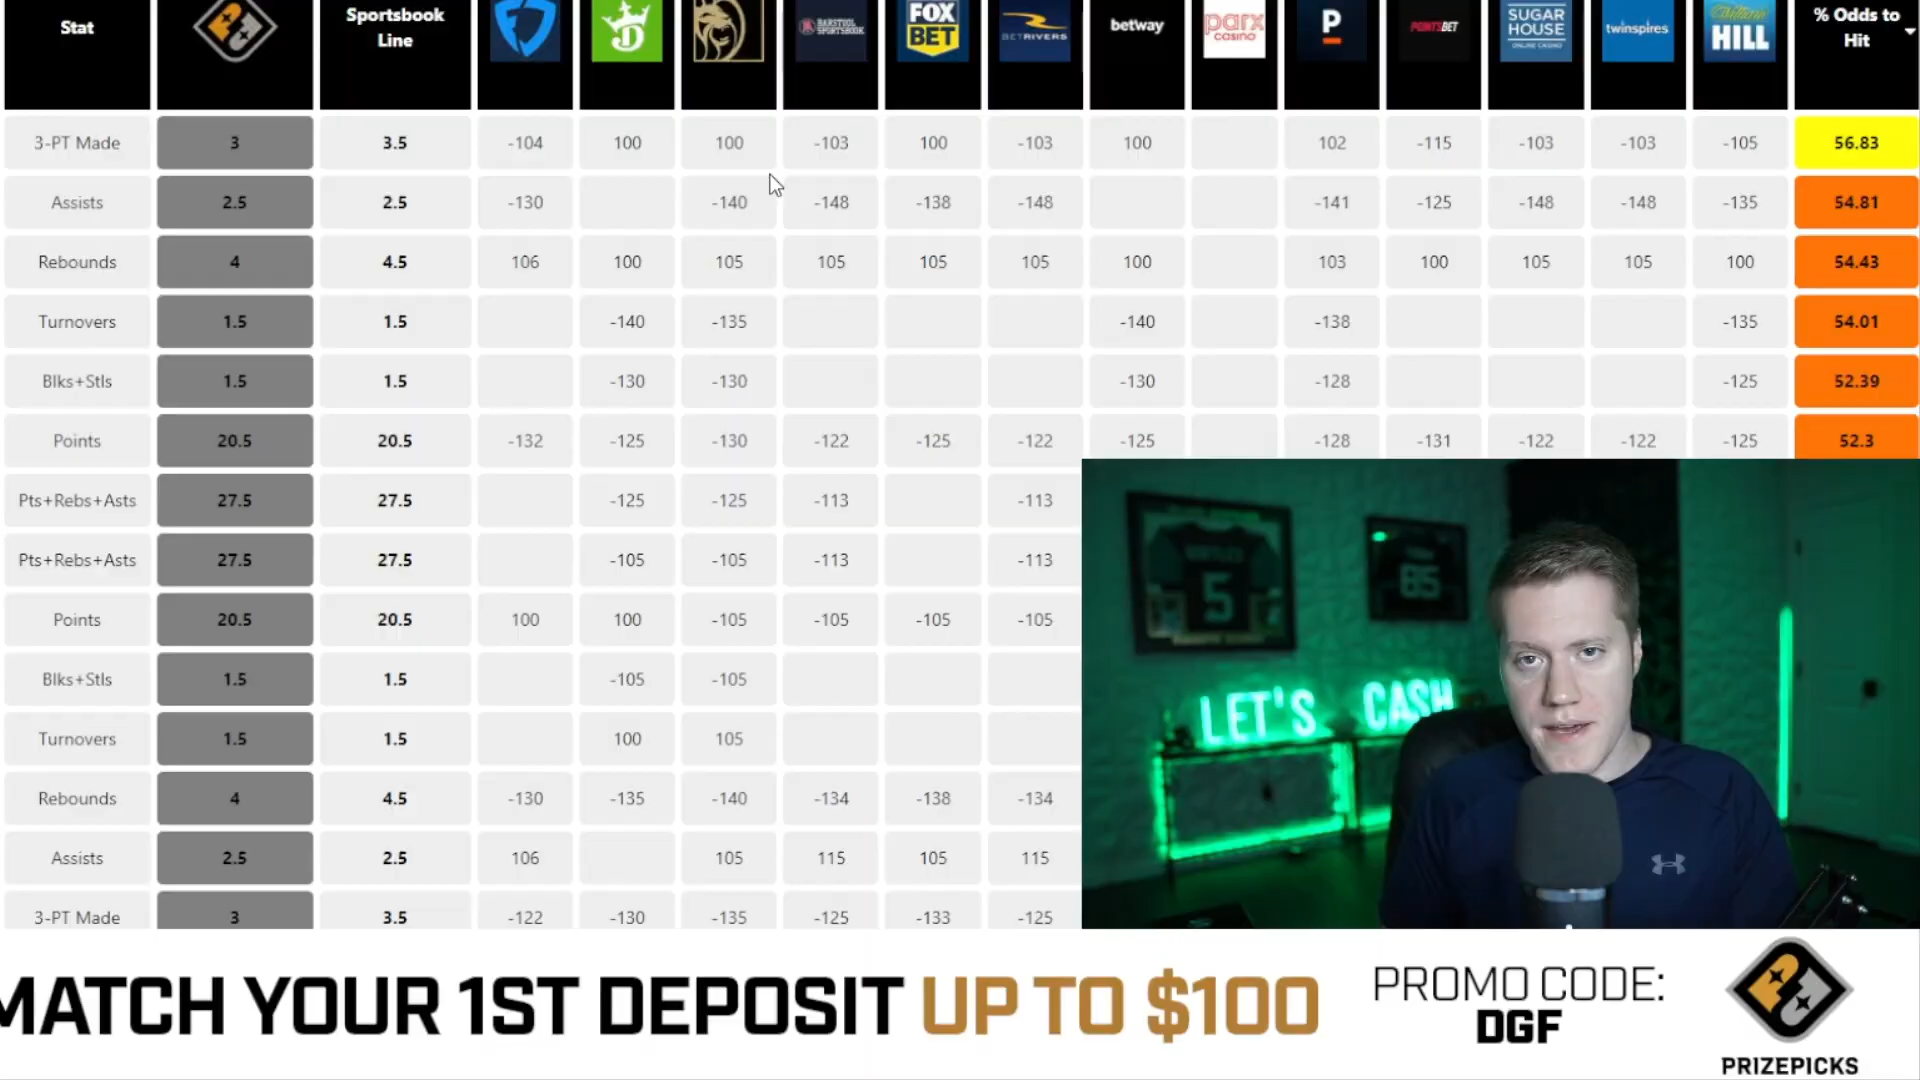 Stat Sportsbook Line BARSTOOL SPORTSBOOK FOX BET BETRIVERS betway parx casino P POINTSBET SUGAR HOUSE ONLINE CASINO twinspires William HILL % Odds to Hit
3-PT Made 3 3.5 -104 100 100 -103 100 -103 100 102 -115 -103 -103 -105 56.83
Assists 2.5 2.5 -130 -140 -148 -138 -148 -141 -125 -148 -148 -135 54.81
Rebounds 4 4.5 106 100 105 105 105 105 100 103 100 105 105 100 54.43
Turnovers 1.5 1.5 -140 -135 -140 -138 -135 54.01
Blks+Stls 1.5 1.5 -130 -130 -130 -128 -125 52.39
Points 20.5 20.5 -132 -125 -130 -122 -125 -122 -125 -128 -131 -122 -122 -125 52.3
Pts+Rebs+Asts 27.5 27.5 -125 -125 -113 -113
Pts+Rebs+Asts 27.5 27.5 -105 -105 -113 -113
Points 20.5 20.5 100 100 -105 -105 -105 -105
Blks+Stls 1.5 1.5 -105 -105
Turnovers 1.5 1.5 100 105
Rebounds 4 4.5 -130 -135 -140 -134 -138 -134
Assists 2.5 2.5 106 105 115 105 115
3-PT Made 3 3.5 -122 -130 -135 -125 -133 -125
5
85
LET'S CASH
MATCH YOUR 1ST DEPOSIT UP TO $100
PROMO CODE:
DGF
PRIZEPICKS